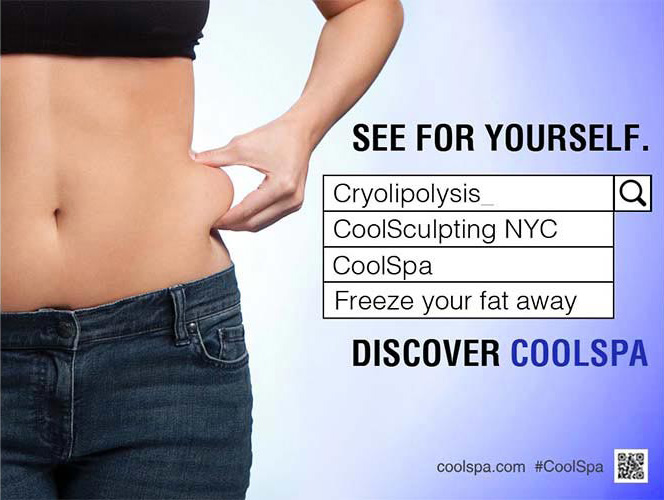 SEE FOR YOURSELF.
Cryolipolysis_
CoolSculpting NYC
CoolSpa
Freeze your fat away
DISCOVER COOLSPA
coolspa.com #CoolSpa